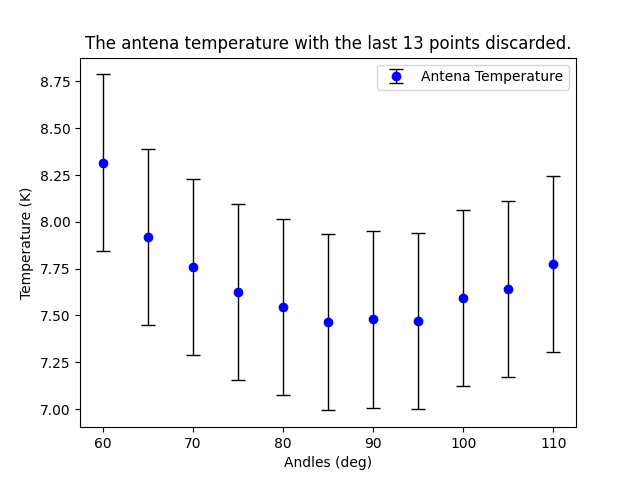 The antena temperature with the last 13 points discarded.
Antena Temperature
Temperature (K)
8.75
8.50
8.25
8.00
7.75
7.50
7.25
7.00
60 70 80 90 100 110
Andles (deg)